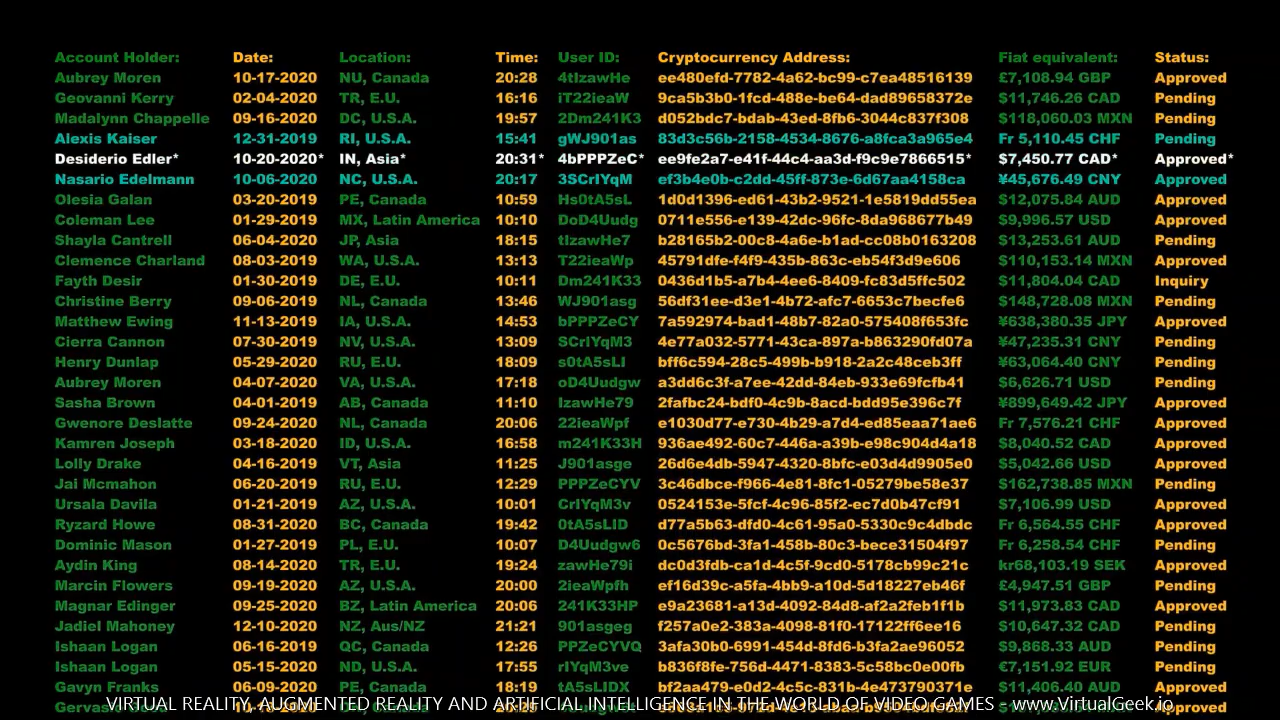 Account Holder: Date: Location: Time: User ID: Cryptocurrency Address: Fiat equivalent: Status:
Aubrey Moren 10-17-2020 NU, Canada 20:28 4tIzawHe ee480efd-7782-4a62-bc99-c7ea48516139 £7,108.94 GBP Approved
Geovanni Kerry 02-04-2020 TR, E.U. 16:16 iT22ieaW 9ca5b3b0-1fcd-488e-be64-dad89658372e $11,746.26 CAD Pending
Madalynn Chappelle 09-16-2020 DC, U.S.A. 19:57 2Dm241K3 d052bdc7-bdab-43ed-8fb6-3044c837f308 $118,060.03 MXN Pending
Alexis Kaiser 12-31-2019 RI, U.S.A. 15:41 gWJ901as 83d3c56b-2158-4534-8676-a8fca3a965e4 Fr 5,110.45 CHF Pending
Desiderio Edler* 10-20-2020* IN, Asia* 20:31* 4bPPPZeC* ee9fe2a7-e41f-44c4-aa3d-f9c9e7866515* $7,450.77 CAD* Approved*
Nasario Edelmann 10-06-2020 NC, U.S.A. 20:17 3SCrIYqM ef3b4e0b-c2dd-45ff-873e-6d67aa4158ca ¥45,676.49 CNY Approved
Olesia Galan 03-20-2019 PE, Canada 10:59 Hs0tA5sL 1d0d1396-ed61-43b2-9521-1e5819dd55ea $12,075.84 AUD Approved
Coleman Lee 01-29-2019 MX, Latin America 10:10 DoD4Uudg 0711e556-e139-42dc-96fc-8da968677b49 $9,996.57 USD Approved
Shayla Cantrell 06-04-2020 JP, Asia 18:15 tIzawHe7 b28165b2-00c8-4a6e-b1ad-cc08b0163208 $13,253.61 AUD Pending
Clemence Charland 08-03-2019 WA, U.S.A. 13:13 T22ieaWp 45791dfe-f4f9-435b-863c-eb54f3d9e606 $110,153.14 MXN Approved
Fayth Desir 01-30-2019 DE, E.U. 10:11 Dm241K33 0436d1b5-a7b4-4ee6-8409-fc83d5ffc502 $11,804.04 CAD Inquiry
Christine Berry 09-06-2019 NL, Canada 13:46 WJ901asg 56df31ee-d3e1-4b72-afc7-6653c7becfe6 $148,728.08 MXN Pending
Matthew Ewing 11-13-2019 IA, U.S.A. 14:53 bPPPZeCY 7a592974-bad1-48b7-82a0-575408f653fc ¥638,380.35 JPY Approved
Cierra Cannon 07-30-2019 NV, U.S.A. 13:09 SCrIYqM3 4e77a032-5771-43ca-897a-b863290fd07a ¥47,235.31 CNY Pending
Henry Dunlap 05-29-2020 RU, E.U. 18:09 s0tA5sLI bff6c594-28c5-499b-b918-2a2c48ceb3ff ¥63,064.40 CNY Pending
Aubrey Moren 04-07-2020 VA, U.S.A. 17:18 oD4Uudgw a3dd6c3f-a7ee-42dd-84eb-933e69fcfb41 $6,626.71 USD Pending
Sasha Brown 04-01-2019 AB, Canada 11:10 IzawHe79 2fafbc24-bdf0-4c9b-8acd-bdd95e396c7f ¥899,649.42 JPY Approved
Gwenore Deslatte 09-24-2020 NL, Canada 20:06 22ieaWpf e1030d77-e730-4b29-a7d4-ed85eaa71ae6 Fr 7,576.21 CHF Approved
Kamren Joseph 03-18-2020 ID, U.S.A. 16:58 m241K33H 936ae492-60c7-446a-a39b-e98c904d4a18 $8,040.52 CAD Approved
Lolly Drake 04-16-2019 VT, Asia 11:25 J901asge 26d6e4db-5947-4320-8bfc-e03d4d9905e0 $5,042.66 USD Approved
Jai Mcmahon 06-20-2019 RU, E.U. 12:29 PPPZeCYV 3c46dbce-f966-4e81-8fc1-05279be58e37 $162,738.85 MXN Pending
Ursala Davila 01-21-2019 AZ, U.S.A. 10:01 CrIYqM3v 0524153e-5fcf-4c96-85f2-ec7d0b47cf91 $7,106.99 USD Approved
Ryzard Howe 08-31-2020 BC, Canada 19:42 0tA5sLID d77a5b63-dfd0-4c61-95a0-5330c9c4dbdc Fr 6,564.55 CHF Approved
Dominic Mason 01-27-2019 PL, E.U. 10:07 D4Uudgw6 0c5676bd-3fa1-458b-80c3-bece31504f97 Fr 6,258.54 CHF Pending
Aydin King 08-14-2020 TR, E.U. 19:24 zawHe79i dc0d3fdb-ca1d-4c5f-9cd0-5178cb99c21c kr68,103.19 SEK Approved
Marcin Flowers 09-19-2020 AZ, U.S.A. 20:00 2ieaWpfh ef16d39c-a5fa-4bb9-a10d-5d18227eb46f £4,947.51 GBP Pending
Magnar Edinger 09-25-2020 BZ, Latin America 20:06 241K33HP e9a23681-a13d-4092-84d8-af2a2feb1f1b $11,973.83 CAD Approved
Jadiel Mahoney 12-10-2020 NZ, Aus/NZ 21:21 901asgeg f257a0e2-383a-4098-81f0-17122ff6ee16 $10,647.32 CAD Pending
Ishaan Logan 06-16-2019 QC, Canada 12:26 PPZeCYVQ 3afa30b0-6991-454d-8fd6-b3fa2ae96052 $9,868.33 AUD Pending
Ishaan Logan 05-15-2020 ND, U.S.A. 17:55 rIYqM3ve b836f8fe-756d-4471-8383-5c58bc0e00fb €7,151.92 EUR Pending
Gavyn Franks 06-09-2020 PE, Canada 18:19 tA5sLIDX bf2aa479-e0d2-4c5c-831b-4e473790371e $11,406.40 AUD Pending
VIRTUAL REALITY, AUGMENTED REALITY AND ARTIFICIAL INTELLIGENCE IN THE WORLD OF VIDEO GAMES - www.VirtualGeek.io